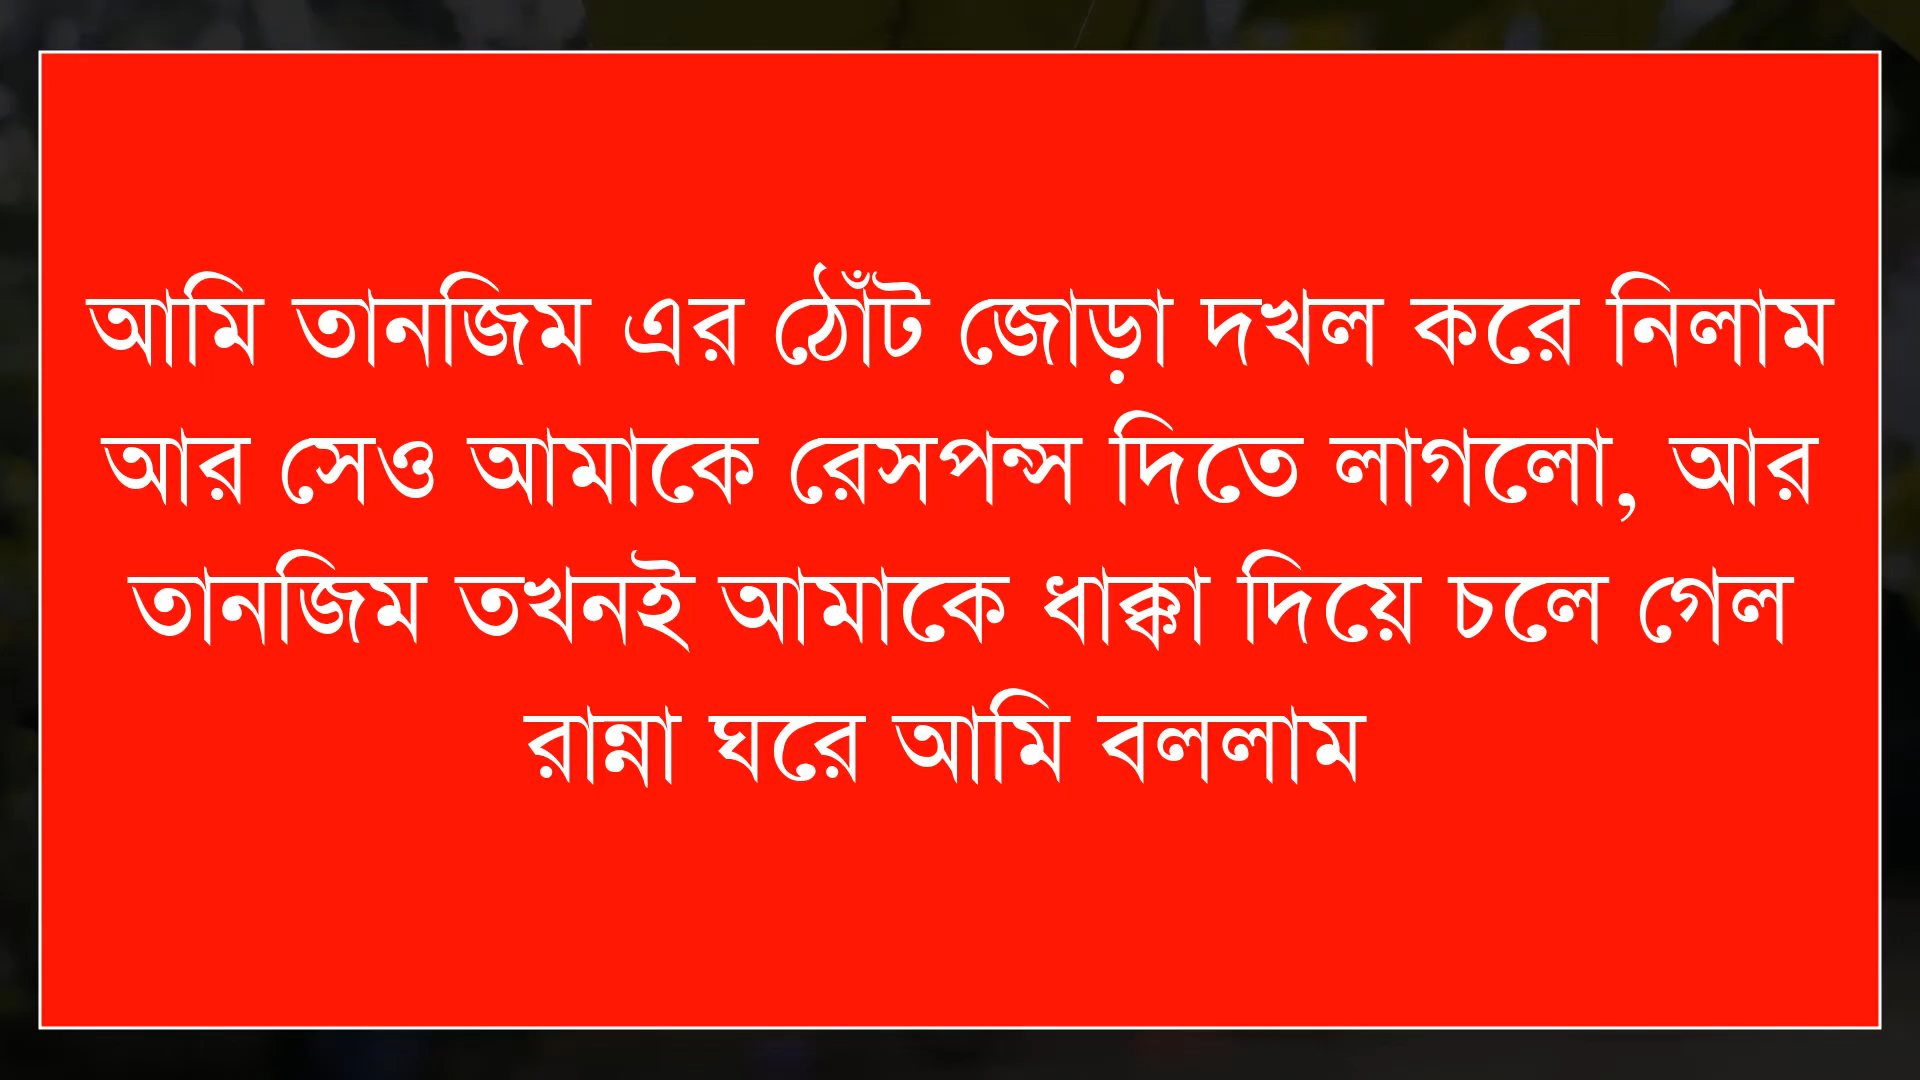 আমি তানজিম এর ঠোঁট জোড়া দখল করে নিলাম
আর সেও আমাকে রেসপন্স দিতে লাগলো, আর
তানজিম তখনই আমাকে ধাক্কা দিয়ে চলে গেল
রান্না ঘরে আমি বললাম